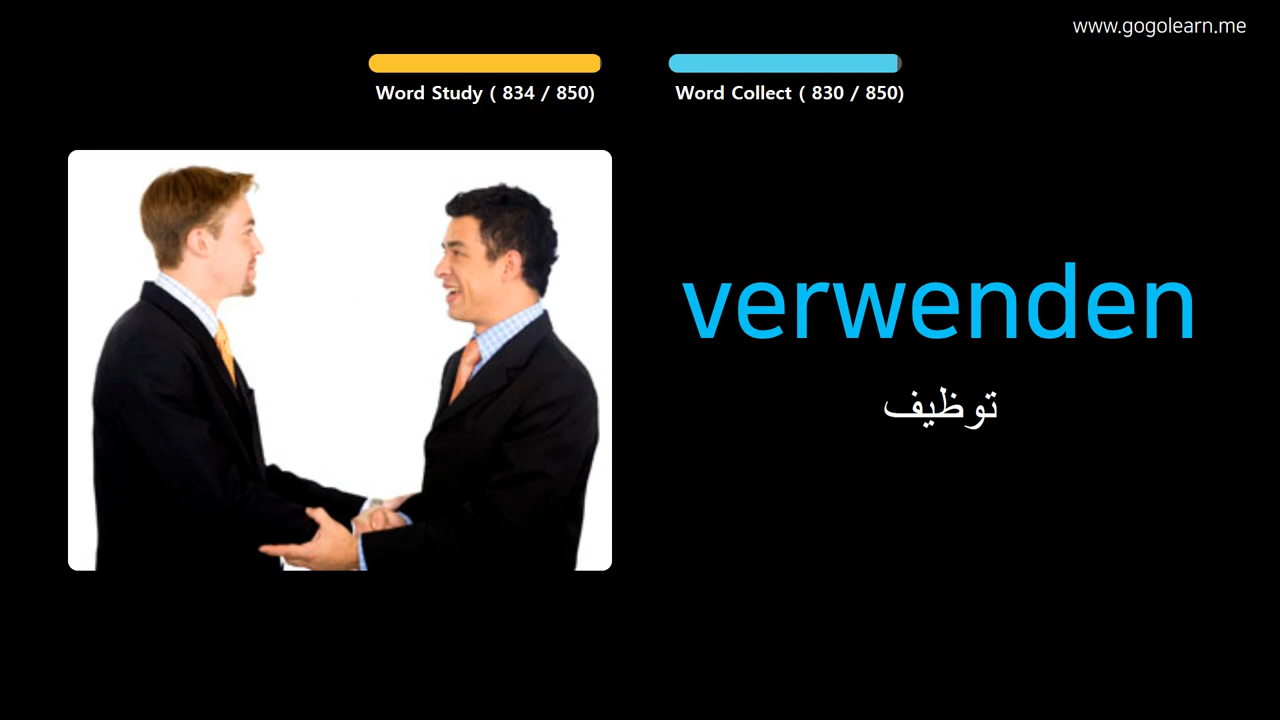 www.gogolearn.me
Word Study ( 834 / 850)
Word Collect ( 830 / 850)
verwenden
توظيف